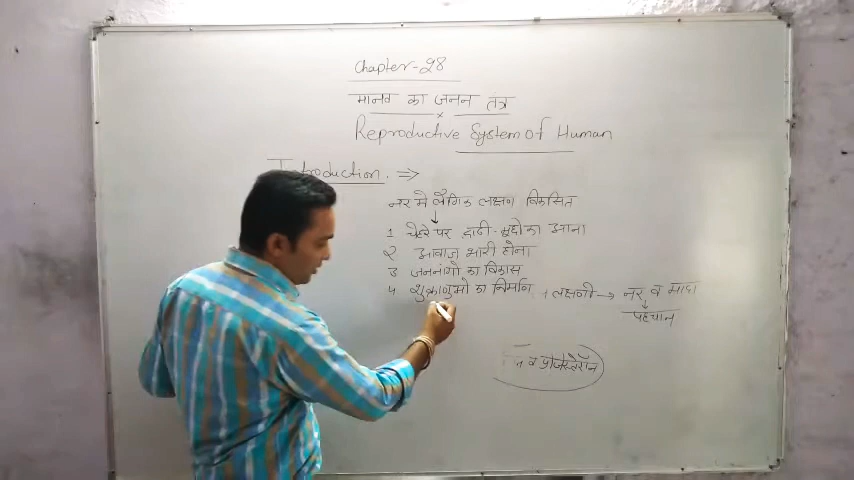 Chapter-28
मानव का जनन तंत्र
Reproductive System of Human
Introduction. ⇒
नर मे लैंगिक लक्षण विकसित
1 चेहरे पर दाढी-मूछो का आना
2 आवाज भारी होना
3 जननांगो का विकास
4 शुक्राणुओ का निर्माण
लक्षणो → नर व मादा
पहचान
व प्रोजेस्टेरॉन